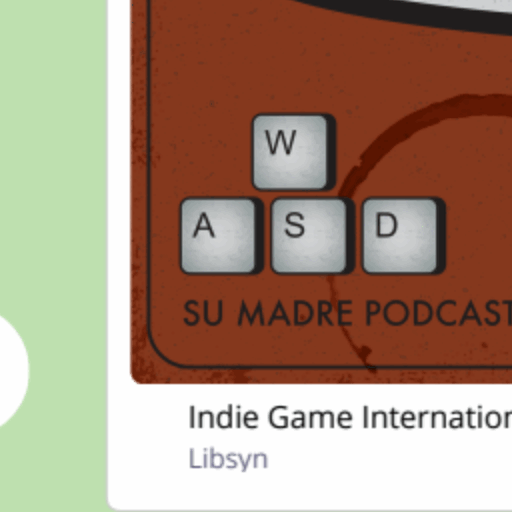 W
A S D
SU MADRE PODCAST
Indie Game Internation
Libsyn